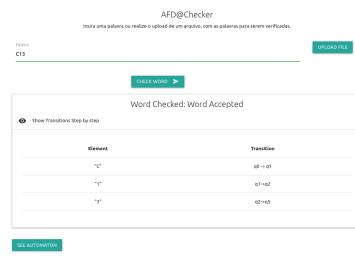 AFD@Checker
Insira uma palavra ou realize o upload de um arquivo, com as palavras para serem verificadas.
Palavra
C13
UPLOAD FILE
CHECK WORD
Word Checked: Word Accepted
Show Transitions Step by step
Element Transition
"C" q0 -> q1
"1" q1->q2
"3" q2->q3
SEE AUTOMATON